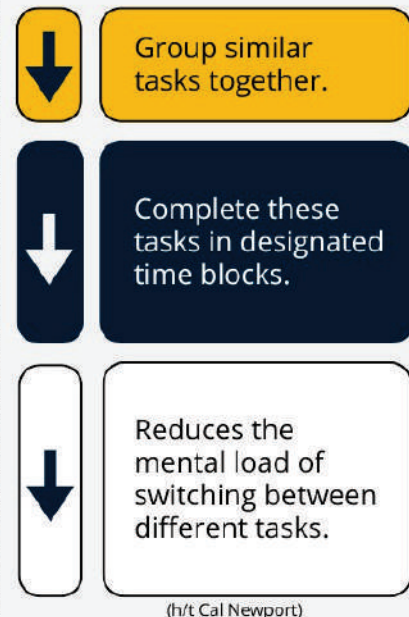 Group similar
tasks together.
Complete these
tasks in designated
time blocks.
Reduces the
mental load of
switching between
different tasks.
(h/t Cal Newport)